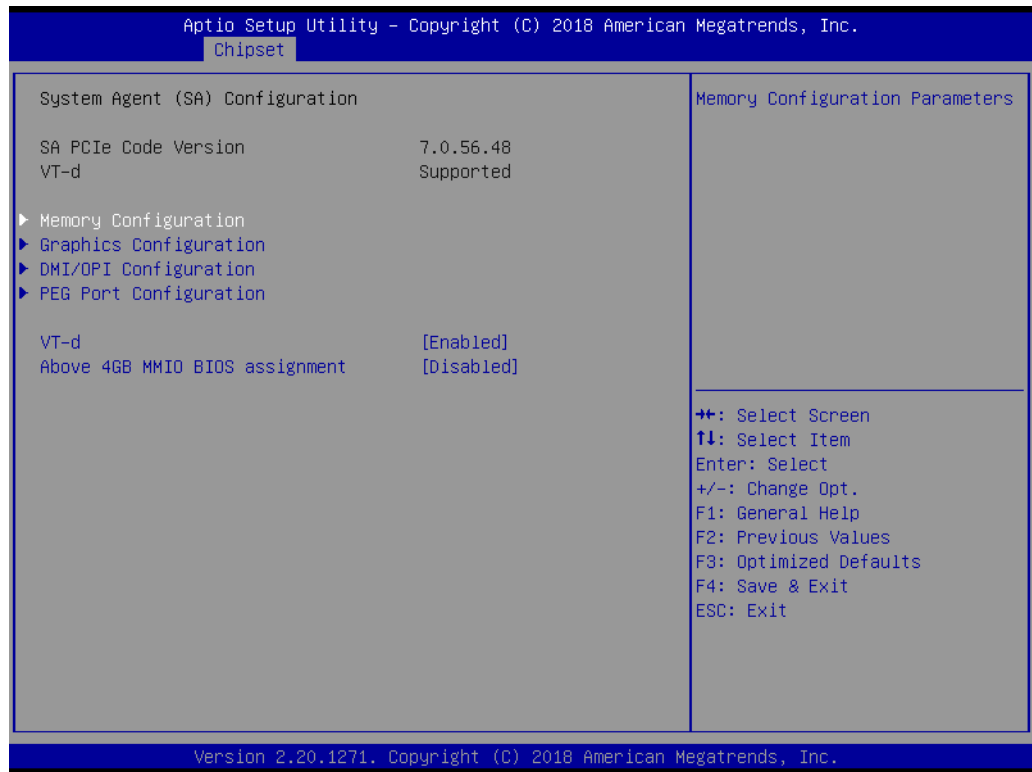 Aptio Setup Utility – Copyright (C) 2018 American Megatrends, Inc.
Chipset
System Agent (SA) Configuration
SA PCIe Code Version 7.0.56.48
VT-d Supported
▶ Memory Configuration
▶ Graphics Configuration
▶ DMI/OPI Configuration
▶ PEG Port Configuration
VT-d [Enabled]
Above 4GB MMIO BIOS assignment [Disabled]
Memory Configuration Parameters
→←: Select Screen
↑↓: Select Item
Enter: Select
+/-: Change Opt.
F1: General Help
F2: Previous Values
F3: Optimized Defaults
F4: Save & Exit
ESC: Exit
Version 2.20.1271. Copyright (C) 2018 American Megatrends, Inc.